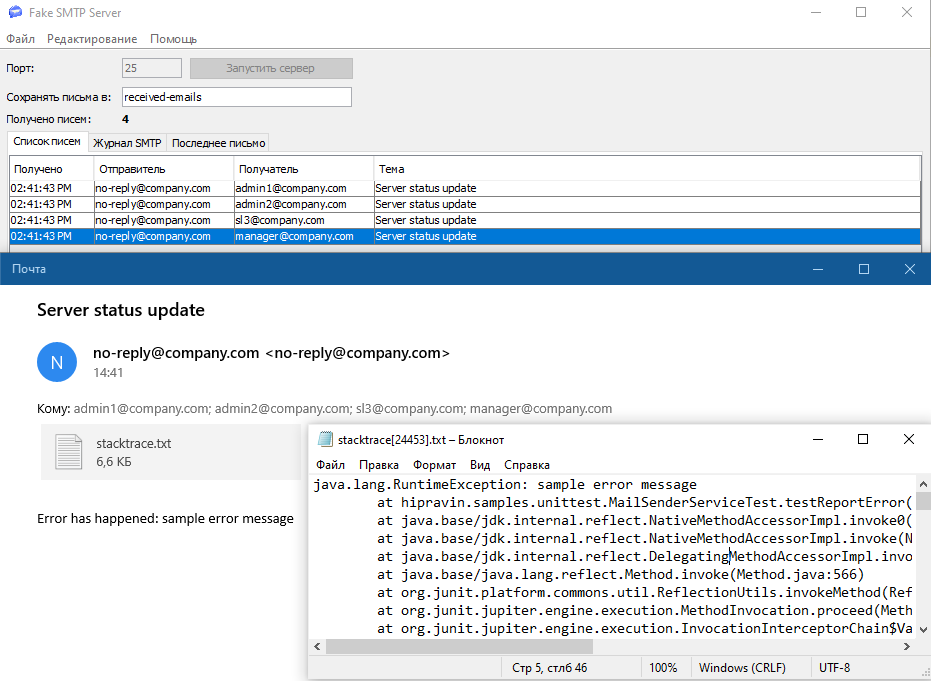 Fake SMTP Server
Файл Редактирование Помощь
Порт: 25 Запустить сервер
Сохранять письма в: received-emails
Получено писем: 4
Список писем Журнал SMTP Последнее письмо
Получено Отправитель Получатель Тема
02:41:43 PM no-reply@company.com admin1@company.com Server status update
02:41:43 PM no-reply@company.com admin2@company.com Server status update
02:41:43 PM no-reply@company.com sl3@company.com Server status update
02:41:43 PM no-reply@company.com manager@company.com Server status update
Почта
Server status update
N
no-reply@company.com <no-reply@company.com>
14:41
Кому: admin1@company.com; admin2@company.com; sl3@company.com; manager@company.com
stacktrace.txt
6,6 КБ
Error has happened: sample error message
stacktrace[24453].txt – Блокнот
Файл Правка Формат Вид Справка
java.lang.RuntimeException: sample error message
at hipravin.samples.unittest.MailSenderServiceTest.testReportError(
at java.base/jdk.internal.reflect.NativeMethodAccessorImpl.invoke0(
at java.base/jdk.internal.reflect.NativeMethodAccessorImpl.invoke(N
at java.base/jdk.internal.reflect.DelegatingMethodAccessorImpl.invo
at java.base/java.lang.reflect.Method.invoke(Method.java:566)
at org.junit.platform.commons.util.ReflectionUtils.invokeMethod(Ref
at org.junit.jupiter.engine.execution.MethodInvocation.proceed(Meth
at org.junit.jupiter.engine.execution.InvocationInterceptorChain$Va
Стр 5, стлб 46 100% Windows (CRLF) UTF-8